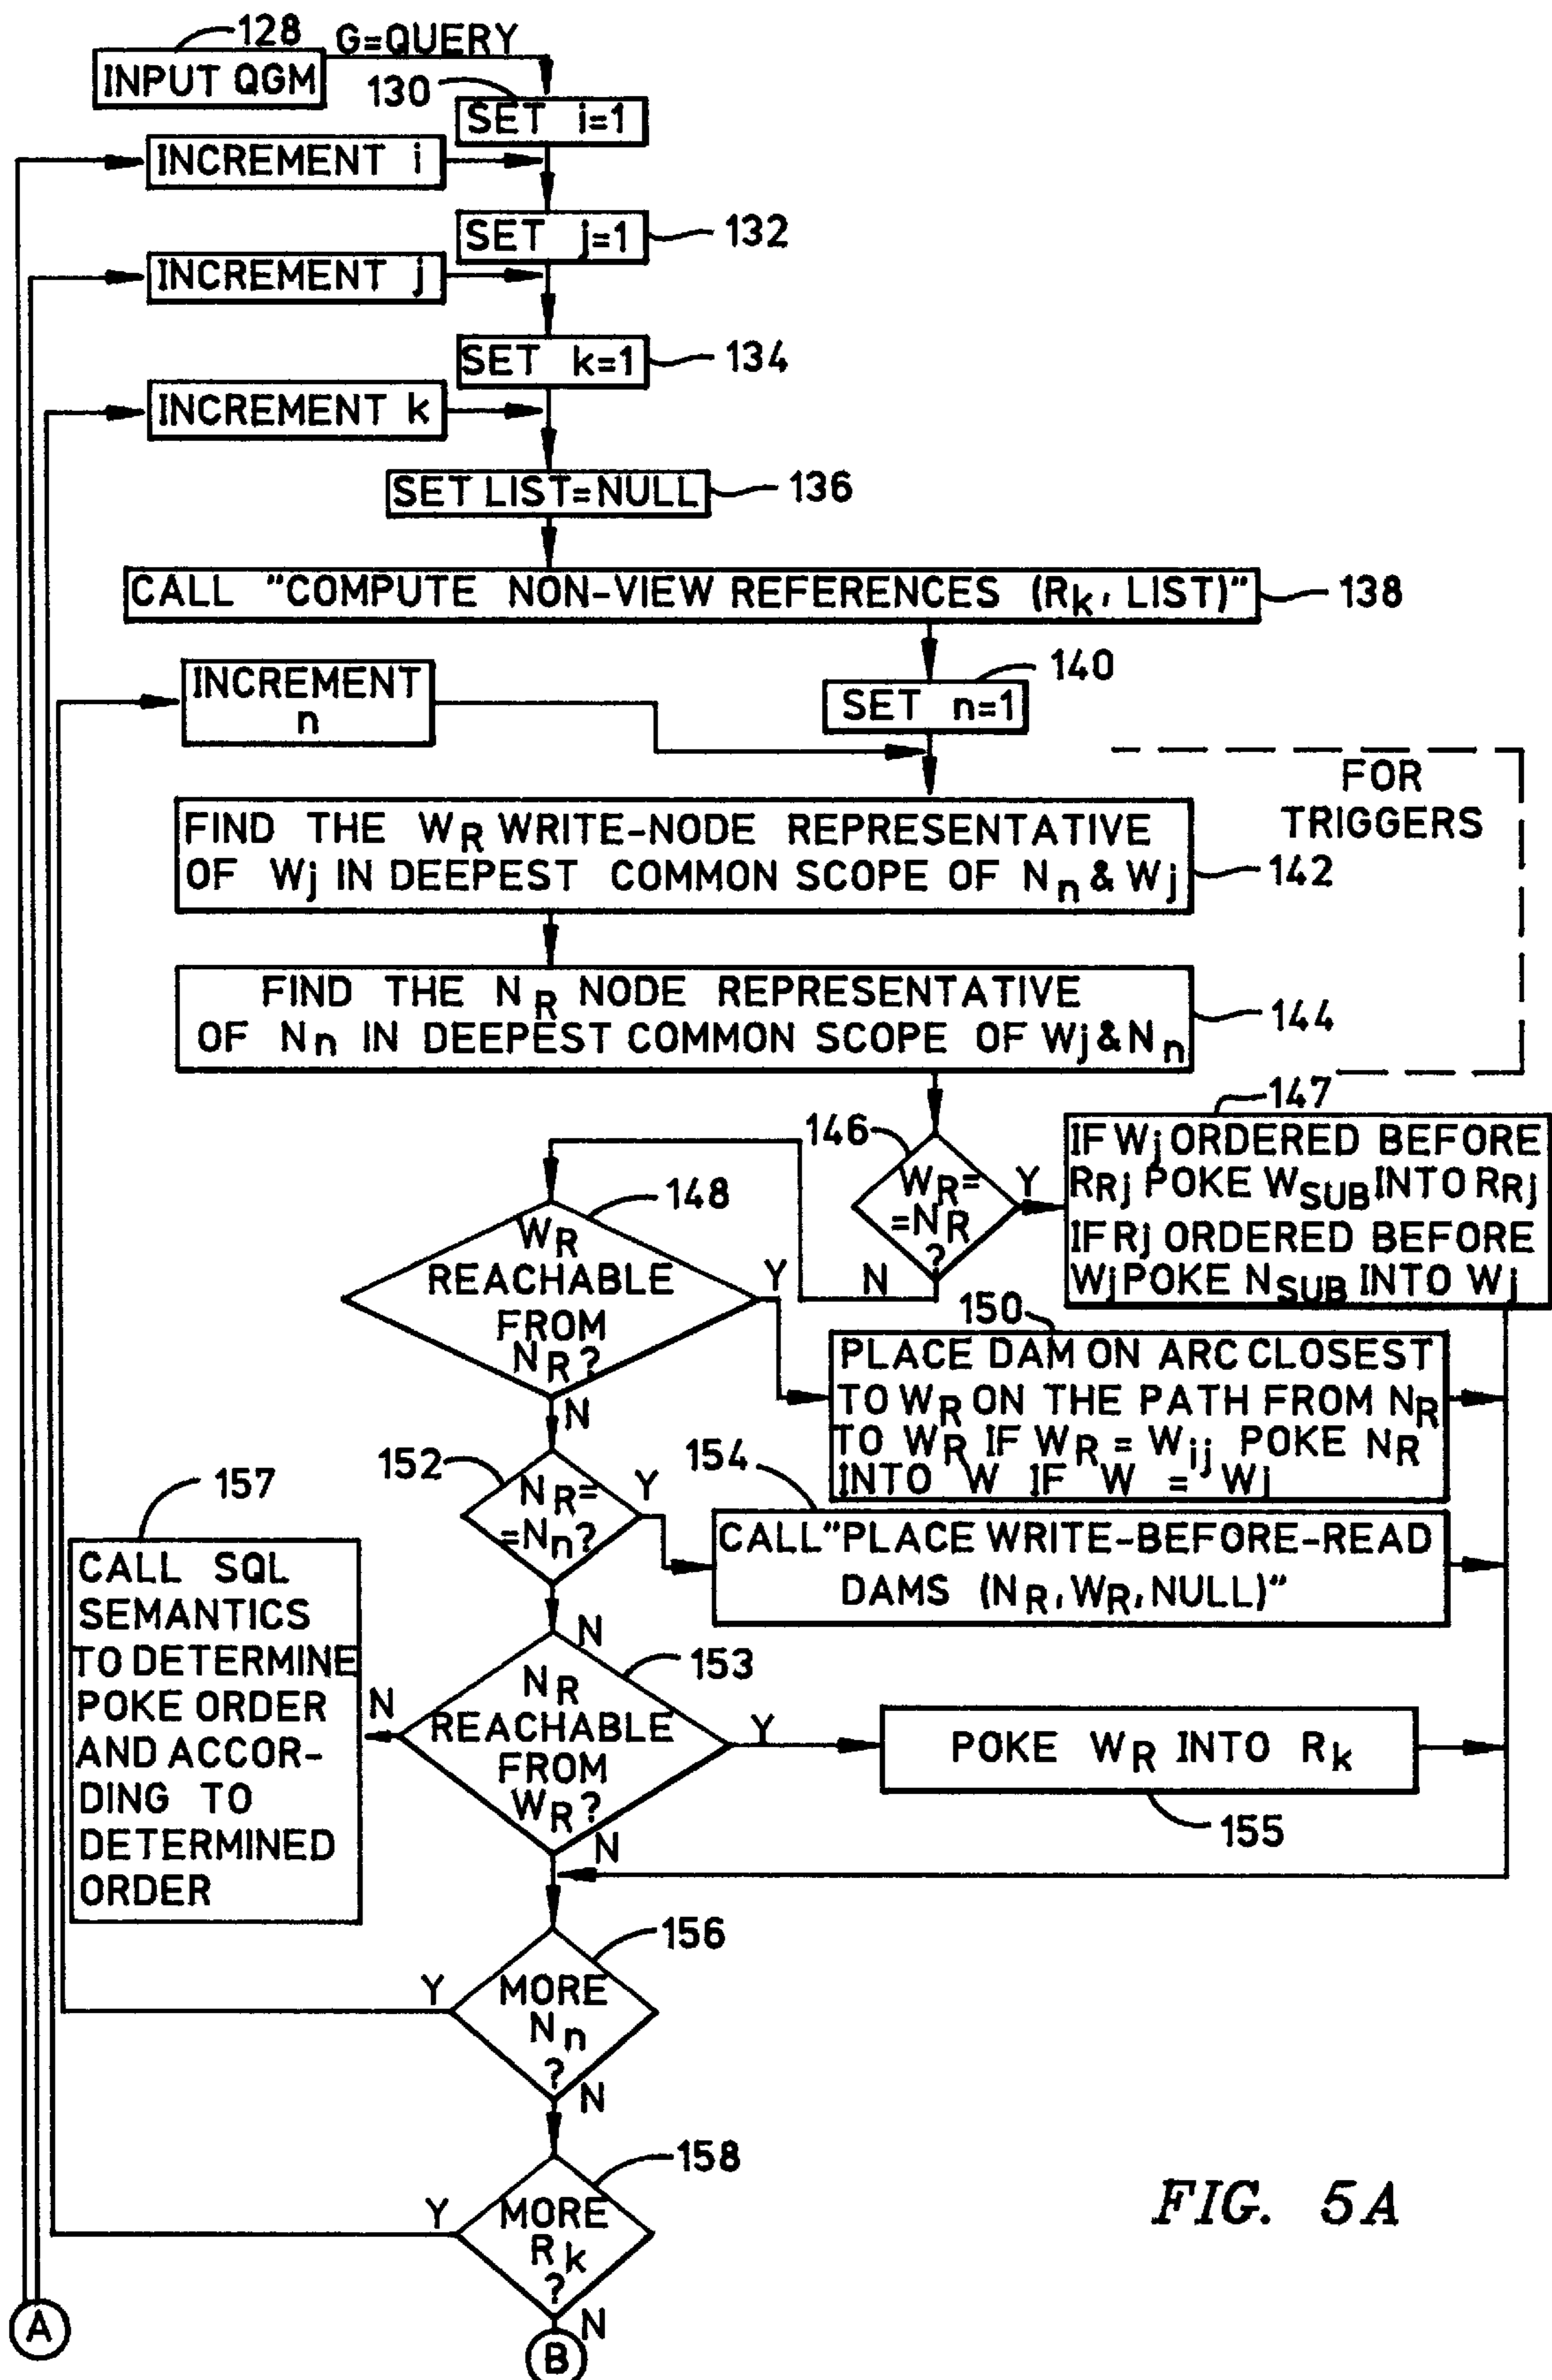 128
G=QUERY
INPUT QGM
130
SET i=1
INCREMENT i
SET j=1
132
INCREMENT j
SET k=1
134
INCREMENT k
SET LIST=NULL
136
CALL "COMPUTE NON-VIEW REFERENCES (Rk, LIST)"
138
INCREMENT
n
140
SET n=1
FOR
TRIGGERS
FIND THE WR WRITE-NODE REPRESENTATIVE
OF Wj IN DEEPEST COMMON SCOPE OF Nn & Wj
142
FIND THE NR NODE REPRESENTATIVE
OF Nn IN DEEPEST COMMON SCOPE OF Wj & Nn
144
146
WR=
=NR
?
Y
N
147
IF Wj ORDERED BEFORE
RRj POKE WSUB INTO RRj
IF Rj ORDERED BEFORE
Wj POKE NSUB INTO Wj
148
WR
REACHABLE
FROM
NR?
Y
N
150
PLACE DAM ON ARC CLOSEST
TO WR ON THE PATH FROM NR
TO WR IF WR = Wij POKE NR
INTO W IF W = Wj
152
NR=
=Nn?
Y
N
154
CALL "PLACE WRITE-BEFORE-READ
DAMS (NR, WR, NULL)"
157
CALL SQL
SEMANTICS
TO DETERMINE
POKE ORDER
AND ACCOR-
DING TO
DETERMINED
ORDER
153
NR
REACHABLE
FROM
WR?
N
Y
N
POKE WR INTO Rk
155
156
MORE
Nn
?
Y
N
158
MORE
Rk
?
Y
N
A
B
FIG. 5A